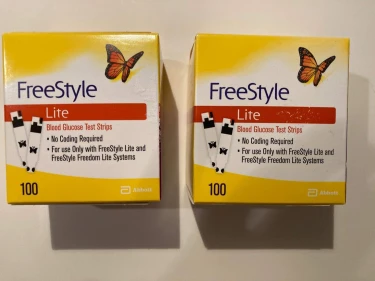 FreeStyle
Lite
Blood Glucose Test Strips
• No Coding Required
• For use Only with FreeStyle Lite and
FreeStyle Freedom Lite Systems
100
Abbott
FreeStyle
Lite
Blood Glucose Test Strips
• No Coding Required
• For use Only with FreeStyle Lite and
FreeStyle Freedom Lite Systems
100
Abbott